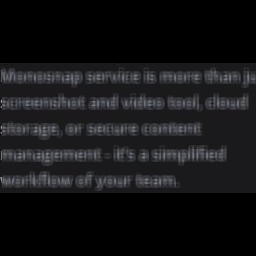 Monosnap service is more than ju
screenshot and video tool, cloud
storage, or secure content
management - it's a simplified
workflow of your team.